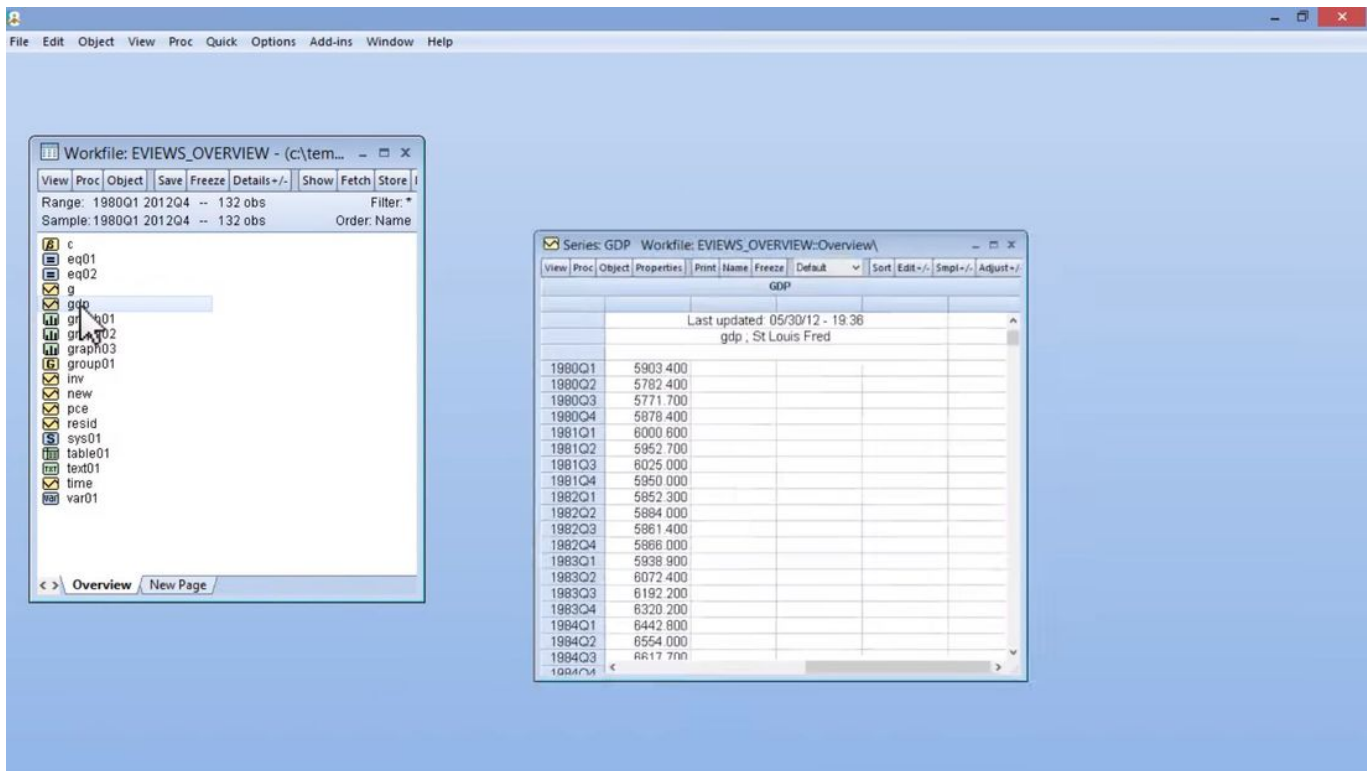 File Edit Object View Proc Quick Options Add-ins Window Help
Workfile: EVIEWS_OVERVIEW - (c:\tem...
View Proc Object Save Freeze Details+/- Show Fetch Store
Range: 1980Q1 2012Q4 -- 132 obs Filter: *
Sample: 1980Q1 2012Q4 -- 132 obs Order: Name
β c
eq01
eq02
g
gdp
graph03
G group01
inv
new
pce
resid
S sys01
table01
TXT text01
time
var var01
< > Overview New Page
Series: GDP Workfile: EVIEWS_OVERVIEW::Overview\
View Proc Object Properties Print Name Freeze Default Sort Edit+/- Smpl+/- Adjust+/-
GDP
Last updated: 05/30/12 - 19:36
gdp ; St Louis Fred
1980Q1 5903.400
1980Q2 5782.400
1980Q3 5771.700
1980Q4 5878.400
1981Q1 6000.600
1981Q2 5952.700
1981Q3 6025.000
1981Q4 5950.000
1982Q1 5852.300
1982Q2 5884.000
1982Q3 5861.400
1982Q4 5866.000
1983Q1 5938.900
1983Q2 6072.400
1983Q3 6192.200
1983Q4 6320.200
1984Q1 6442.800
1984Q2 6554.000
1984Q3 6617.700
1984Q4